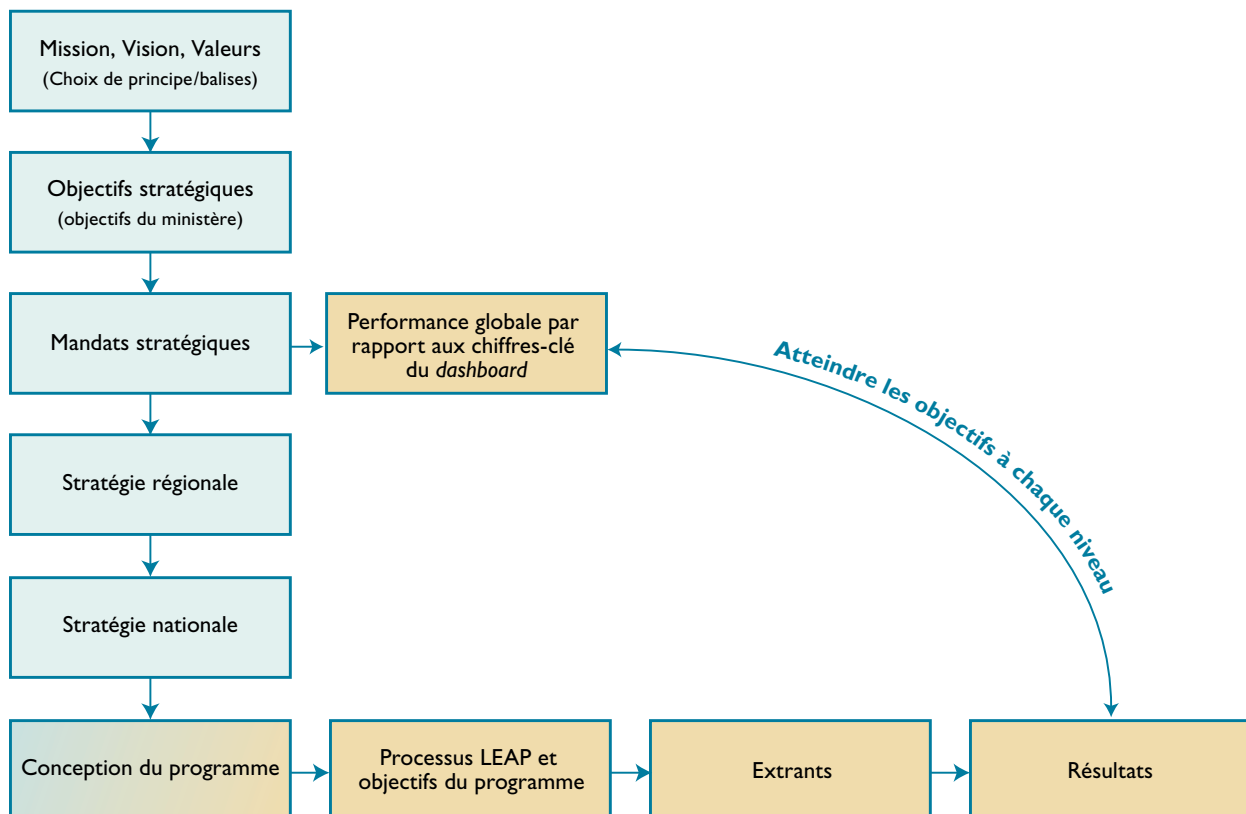 Mission, Vision, Valeurs
(Choix de principe/balises)
Objectifs stratégiques
(objectifs du ministère)
Mandats stratégiques
Performance globale par
rapport aux chiffres-clé
du dashboard
Atteindre les objectifs à chaque niveau
Stratégie régionale
Stratégie nationale
Conception du programme
Processus LEAP et
objectifs du programme
Extrants
Résultats